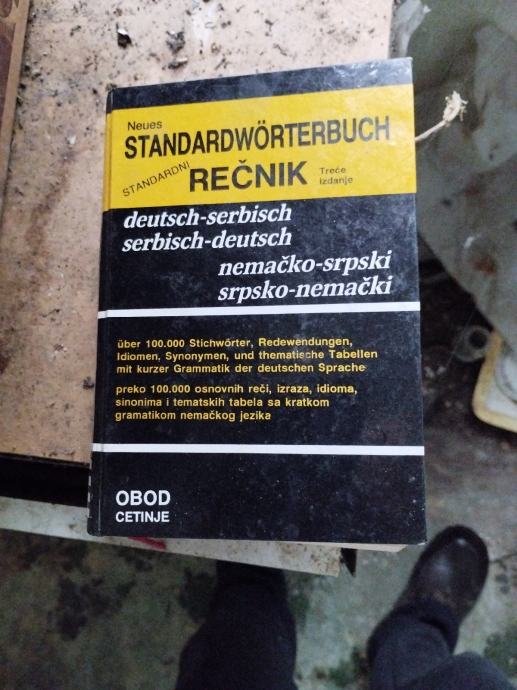 Neues
STANDARDWÖRTERBUCH
STANDARDNI
REČNIK
Treće
izdanje
deutsch-serbisch
serbisch-deutsch
nemačko-srpski
srpsko-nemački
über 100.000 Stichwörter, Redewendungen,
Idiomen, Synonymen, und thematische Tabellen
mit kurzer Grammatik der deutschen Sprache
preko 100.000 osnovnih reči, izraza, idioma,
sinonima i tematskih tabela sa kratkom
gramatikom nemačkog jezika
OBOD
CETINJE